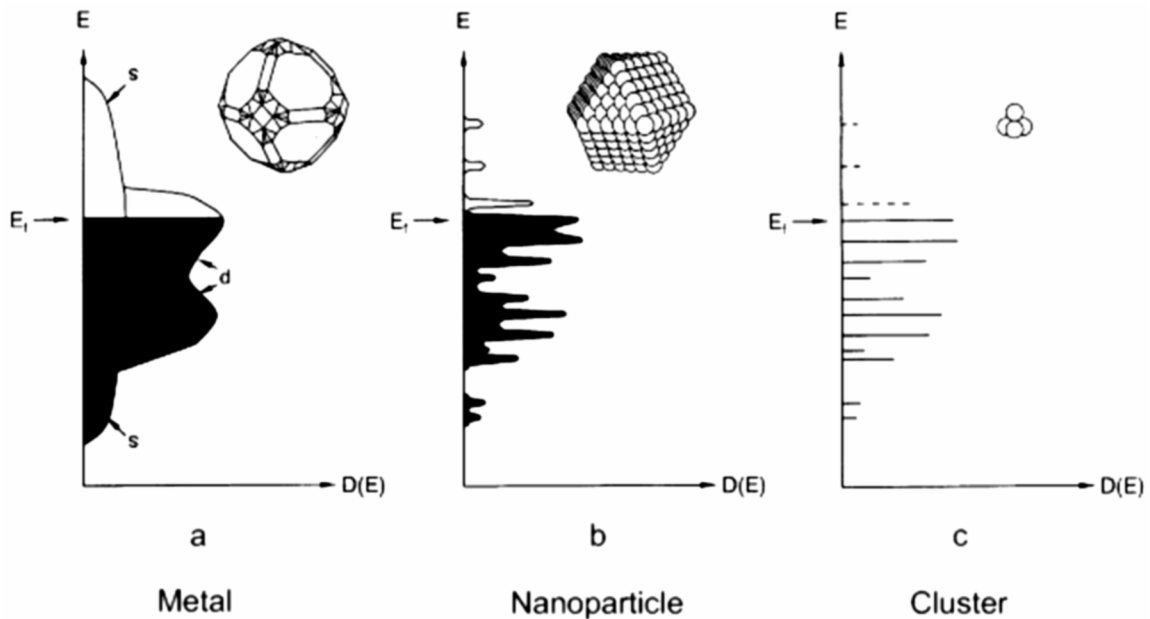 E
s
E_f
d
s
D(E)
a
Metal
E
E_f
D(E)
b
Nanoparticle
E
E_f
D(E)
c
Cluster